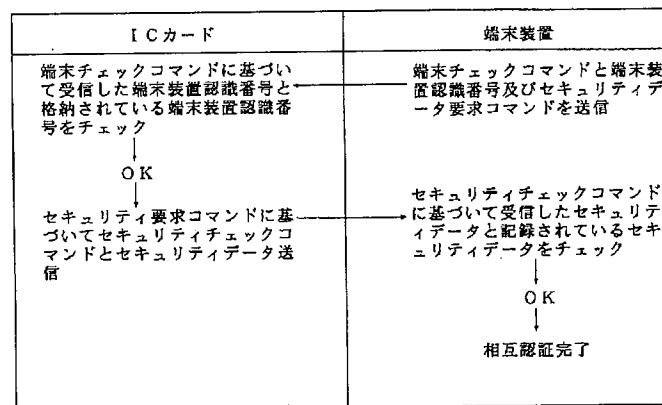 ICカード
端末装置
端末チェックコマンドに基づい
て受信した端末装置認識番号と
格納されている端末装置認識番
号をチェック
端末チェックコマンドと端末装
置認識番号及びセキュリティデ
ータ要求コマンドを送信
OK
セキュリティ要求コマンドに基
づいてセキュリティチェックコ
マンドとセキュリティデータ送
信
セキュリティチェックコマンド
に基づいて受信したセキュリテ
ィデータと記録されているセキ
ュリティデータをチェック
OK
相互認証完了